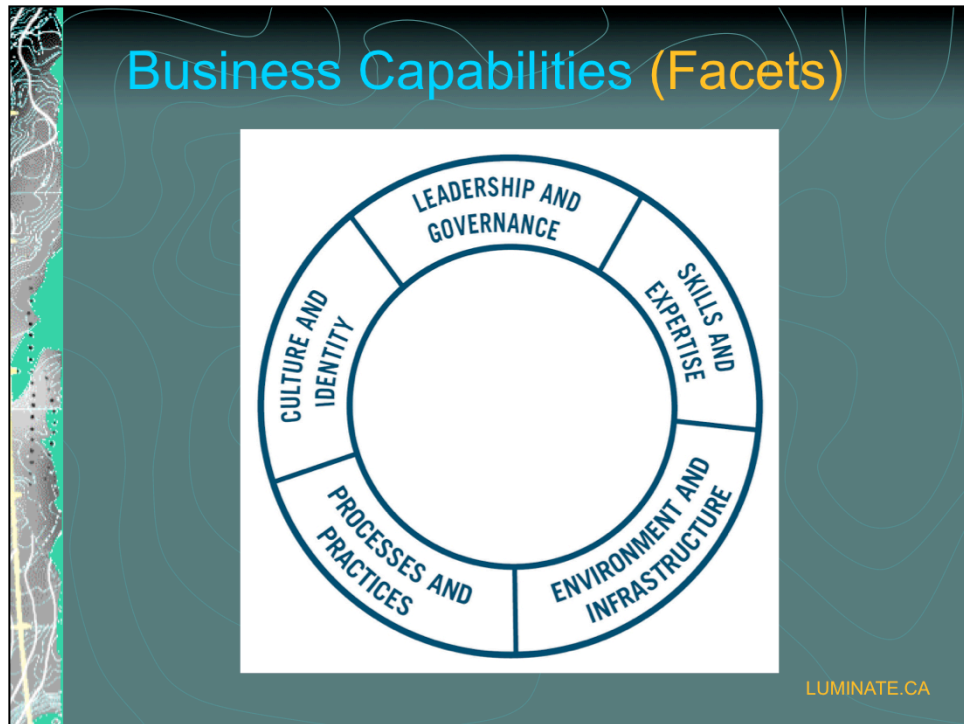 Business Capabilities (Facets)
LEADERSHIP AND
GOVERNANCE
SKILLS AND
EXPERTISE
ENVIRONMENT AND
INFRASTRUCTURE
PROCESSES AND
PRACTICES
CULTURE AND
IDENTITY
LUMINATE.CA